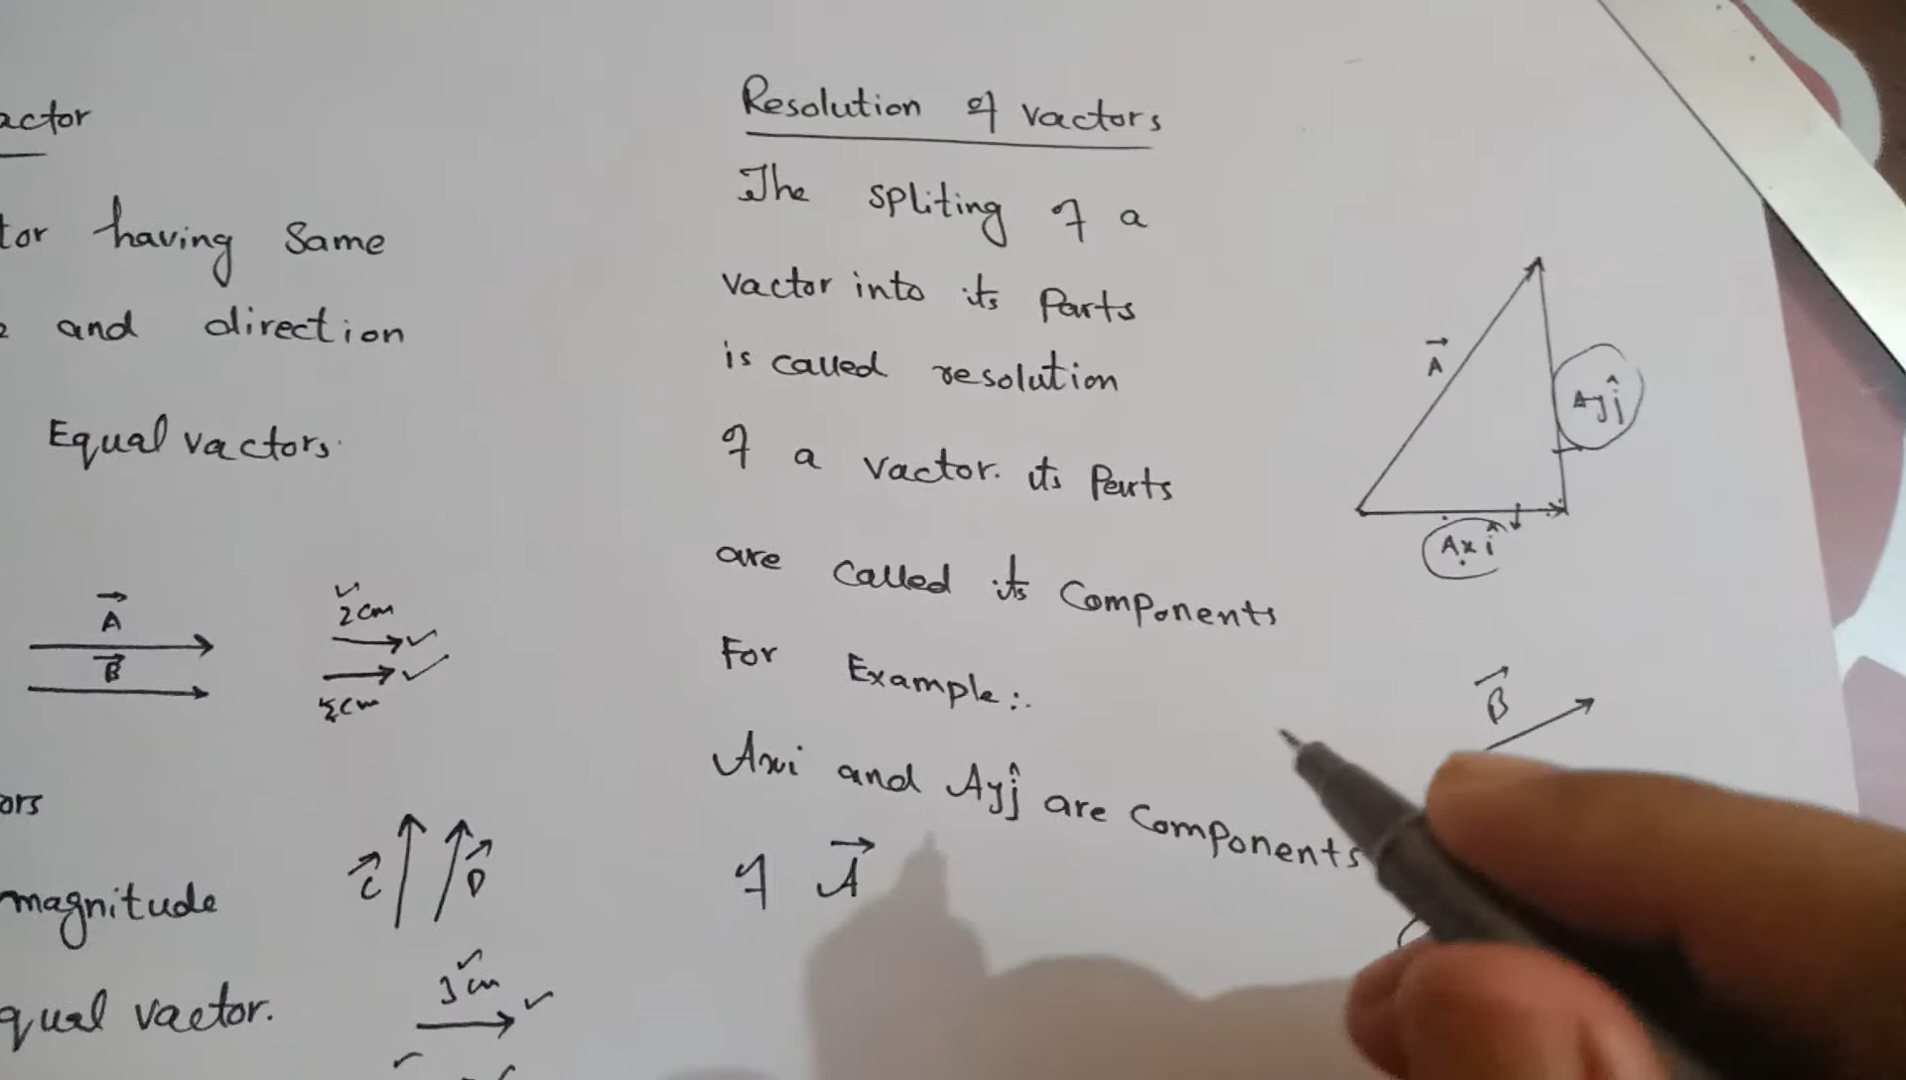 actor
tor having same
and direction
Equal vactors.
A
B
2cm
ors
C
D
magnitude
3cm
qual vactor.
Resolution of vactors
The spliting of a
vactor into its Parts
is called resolution
of a vactor. its Parts
are called its Components
For Example:.
Axi and Ayĵ are Components
of A⃗
A⃗
Ayĵ
Axî
B⃗